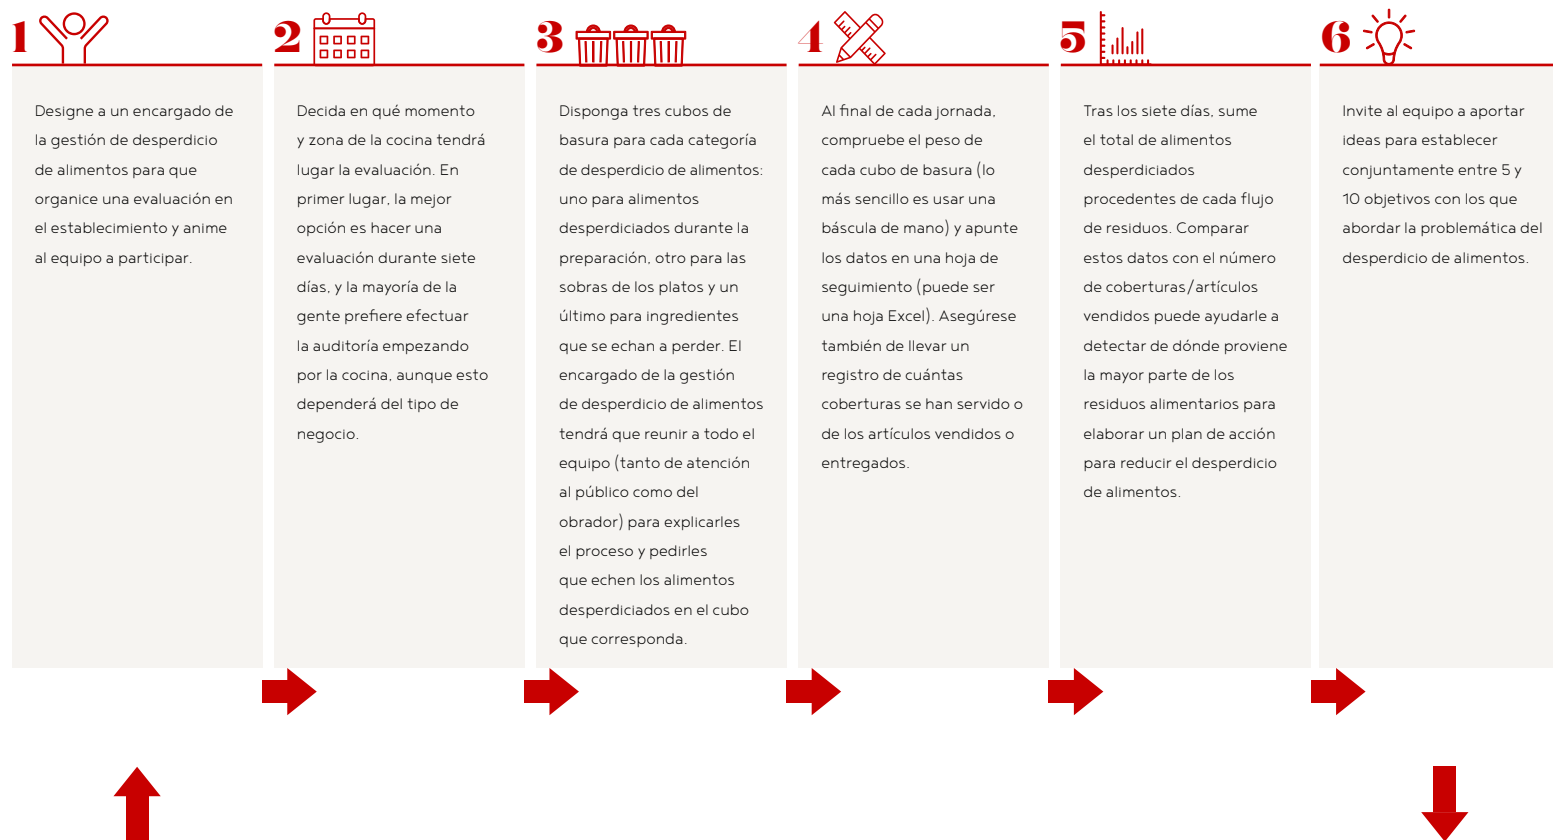 1
Designe a un encargado de
la gestión de desperdicio
de alimentos para que
organice una evaluación en
el establecimiento y anime
al equipo a participar.
2
Decida en qué momento
y zona de la cocina tendrá
lugar la evaluación. En
primer lugar, la mejor
opción es hacer una
evaluación durante siete
días, y la mayoría de la
gente prefiere efectuar
la auditoría empezando
por la cocina, aunque esto
dependerá del tipo de
negocio.
3
Disponga tres cubos de
basura para cada categoría
de desperdicio de alimentos:
uno para alimentos
desperdiciados durante la
preparación, otro para las
sobras de los platos y un
último para ingredientes
que se echan a perder. El
encargado de la gestión
de desperdicio de alimentos
tendrá que reunir a todo el
equipo (tanto de atención
al público como del
obrador) para explicarles
el proceso y pedirles
que echen los alimentos
desperdiciados en el cubo
que corresponda.
4
Al final de cada jornada,
compruebe el peso de
cada cubo de basura (lo
más sencillo es usar una
báscula de mano) y apunte
los datos en una hoja de
seguimiento (puede ser
una hoja Excel). Asegúrese
también de llevar un
registro de cuántas
coberturas se han servido o
de los artículos vendidos o
entregados.
5
Tras los siete días, sume
el total de alimentos
desperdiciados
procedentes de cada flujo
de residuos. Comparar
estos datos con el número
de coberturas/artículos
vendidos puede ayudarle a
detectar de dónde proviene
la mayor parte de los
residuos alimentarios para
elaborar un plan de acción
para reducir el desperdicio
de alimentos.
6
Invite al equipo a aportar
ideas para establecer
conjuntamente entre 5 y
10 objetivos con los que
abordar la problemática del
desperdicio de alimentos.